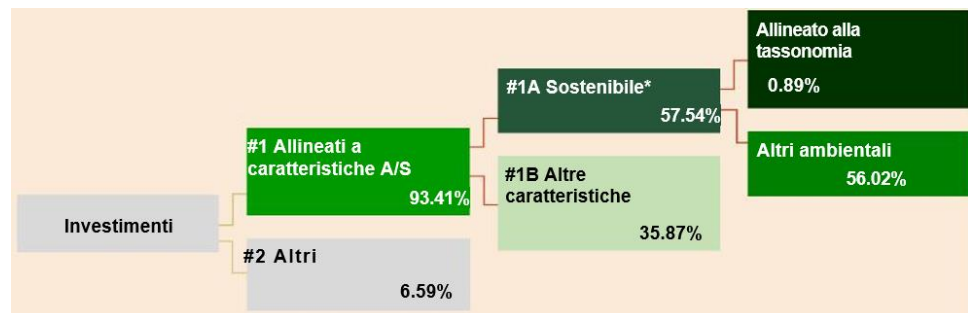 Investimenti
#1 Allineati a
caratteristiche A/S
93.41%
#2 Altri
6.59%
#1A Sostenibile*
57.54%
#1B Altre
caratteristiche
35.87%
Allineato alla
tassonomia
0.89%
Altri ambientali
56.02%